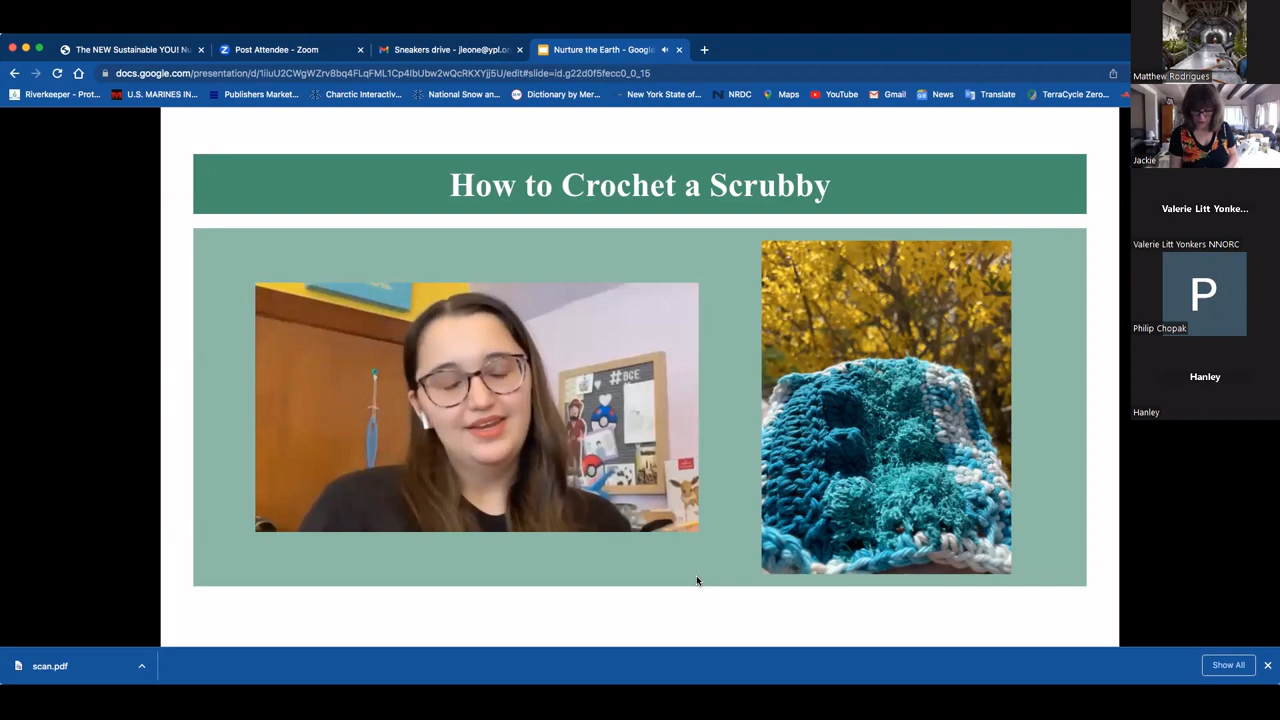 The NEW Sustainable YOU! Nu
Post Attendee - Zoom
Sneakers drive - jleone@ypl.or
Nurture the Earth - Google
docs.google.com/presentation/d/1iiuU2CWgWZrv8bq4FLqFML1Cp4IbUbw2wQcRKXYjj5U/edit#slide=id.g22d0f5fecc0_0_15
Riverkeeper - Prot...
U.S. MARINES IN...
Publishers Market...
Charctic Interactiv...
National Snow an...
Dictionary by Mer...
New York State of...
NRDC
Maps
YouTube
Gmail
News
Translate
TerraCycle Zero...
How to Crochet a Scrubby
#BGE
Matthew Rodrigues
Jackie
Valerie Litt Yonke...
Valerie Litt Yonkers NNORC
P
Philip Chopak
Hanley
Hanley
scan.pdf
Show All